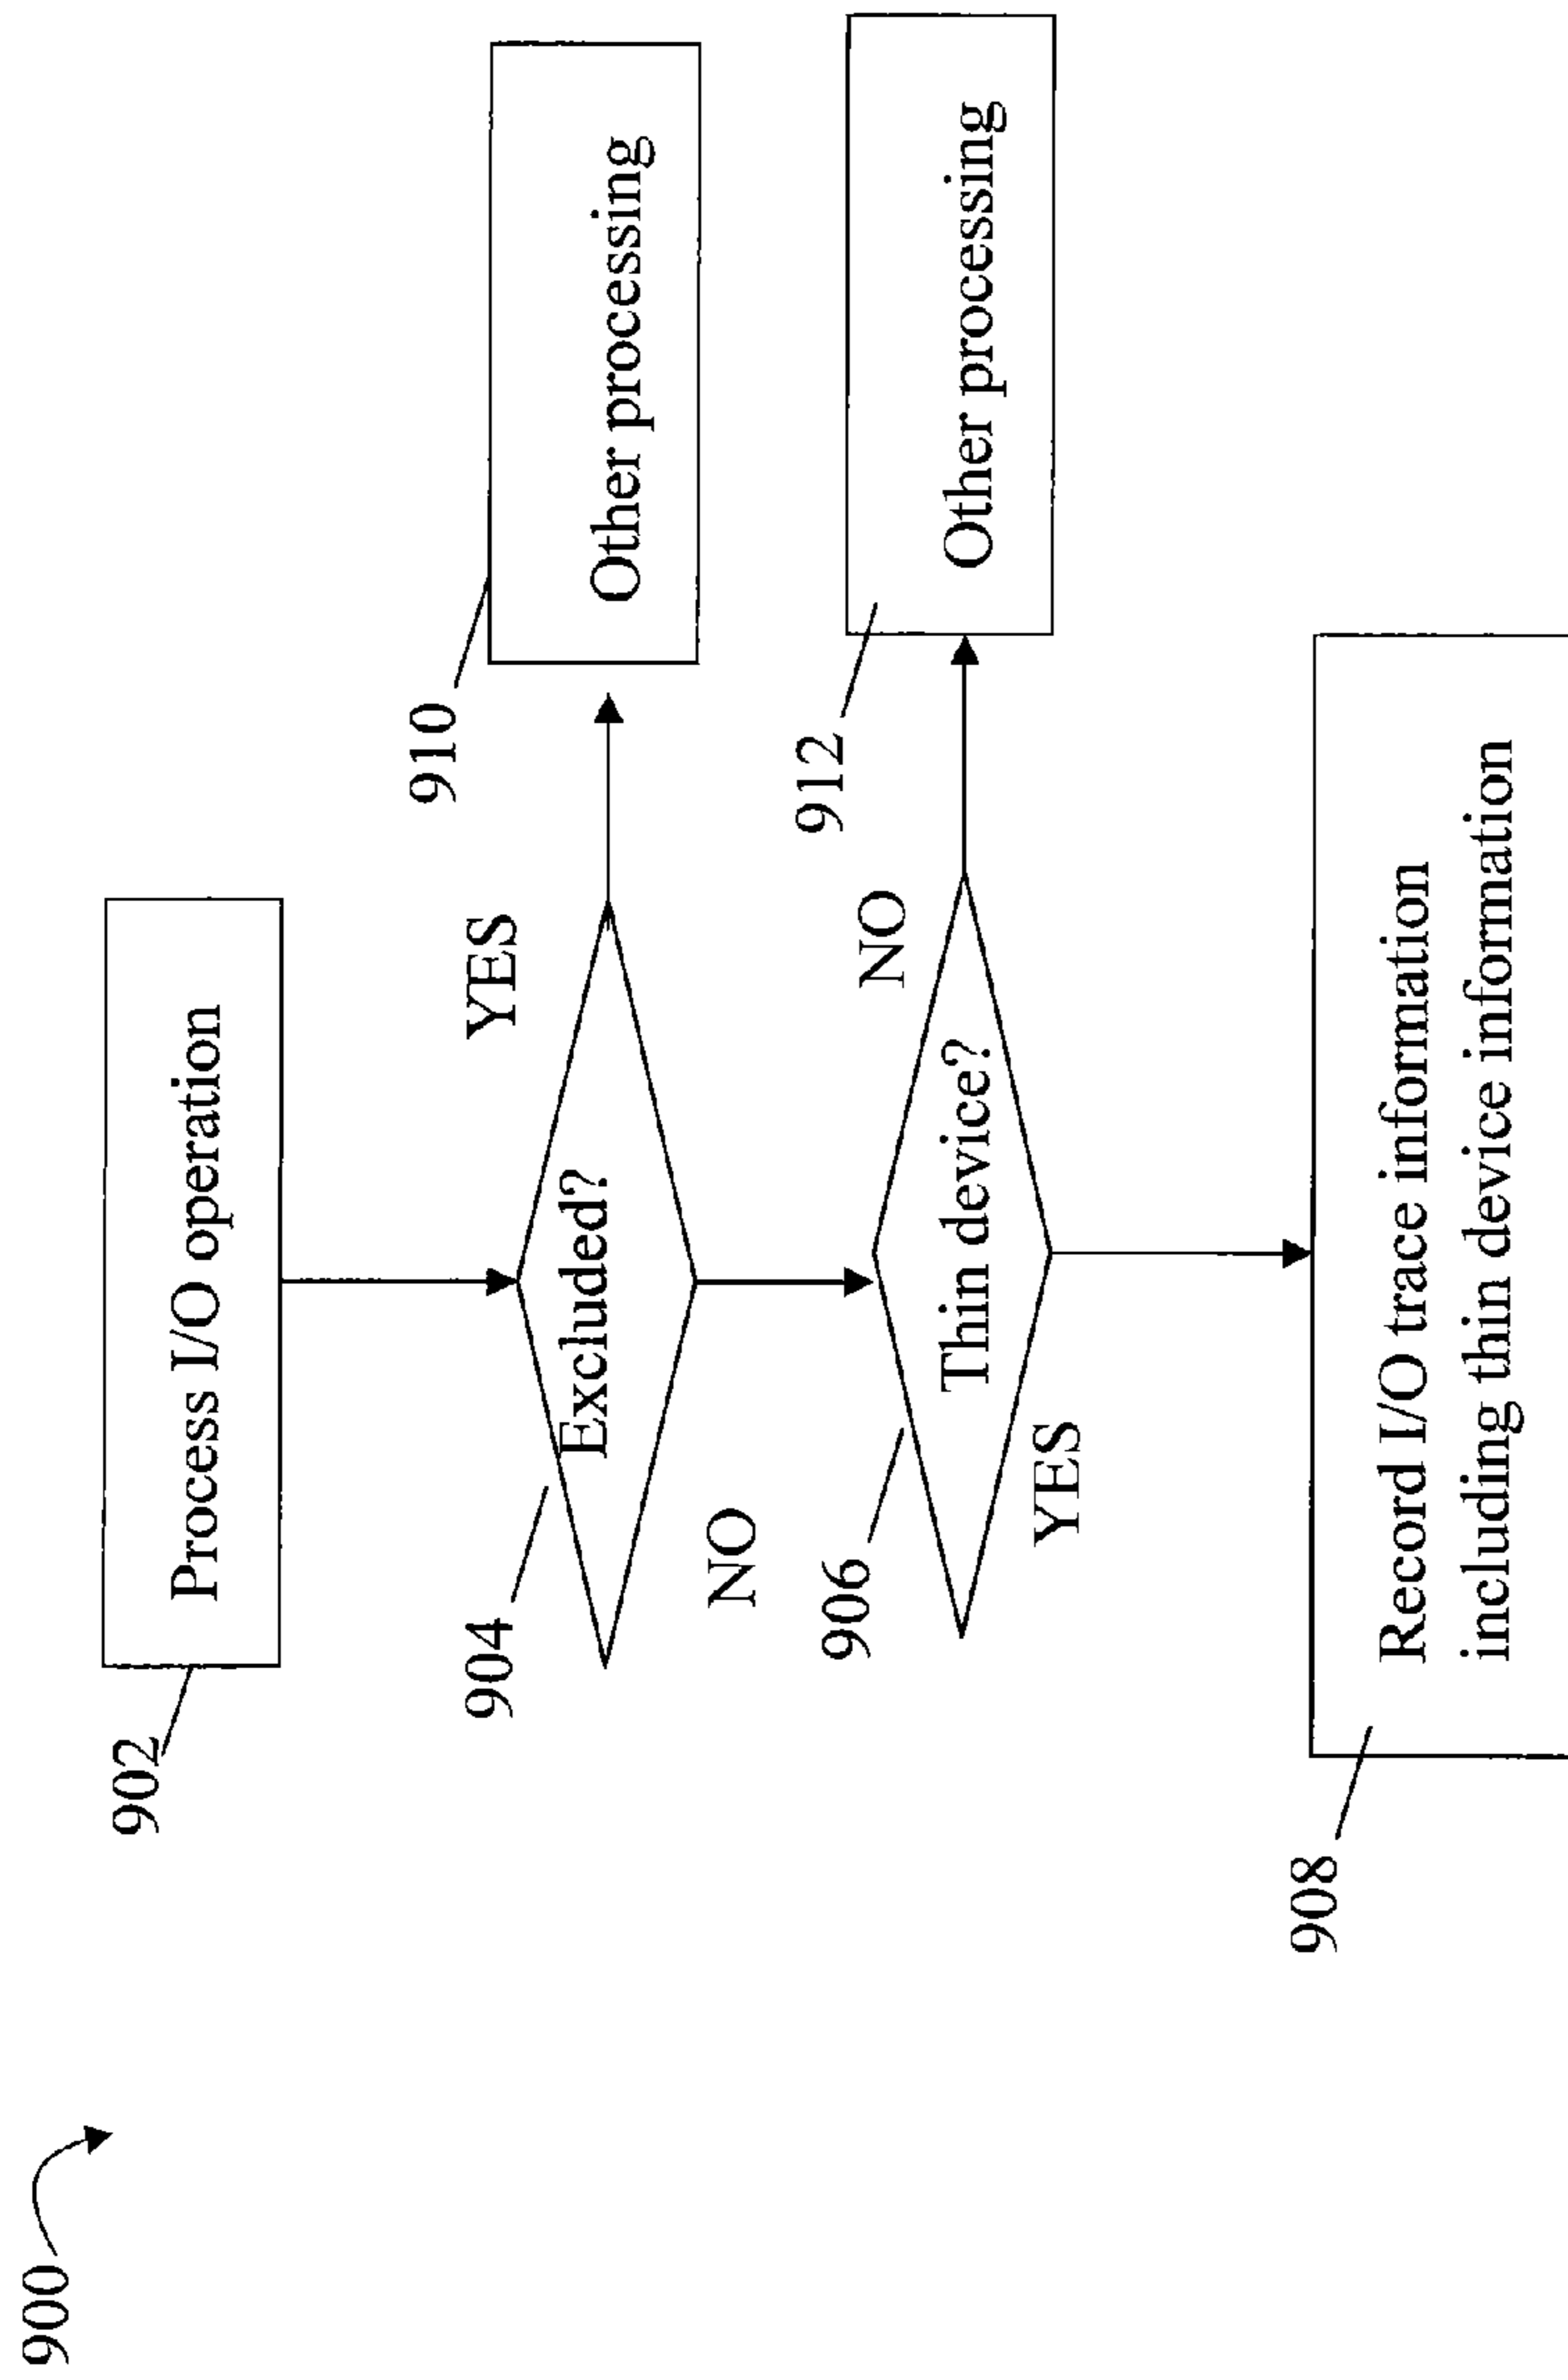 900
902
Process I/O operation
904
Excluded?
YES
910
Other processing
NO
906
Thin device?
NO
912
Other processing
YES
908
Record I/O trace information
including thin device information